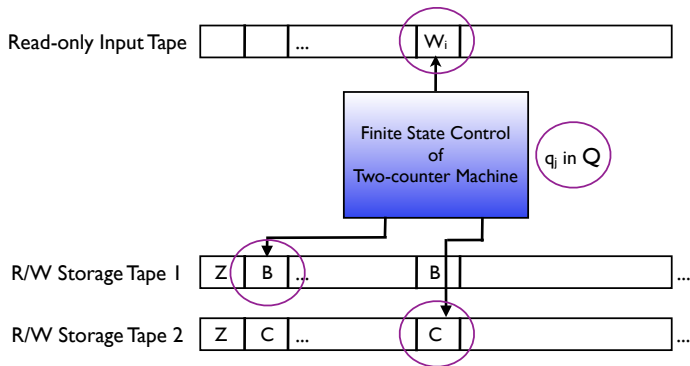 Read-only Input Tape ... Wᵢ
Finite State Control
of
Two-counter Machine
qⱼ in Q
R/W Storage Tape 1 Z B ... B ...
R/W Storage Tape 2 Z C ... C ...